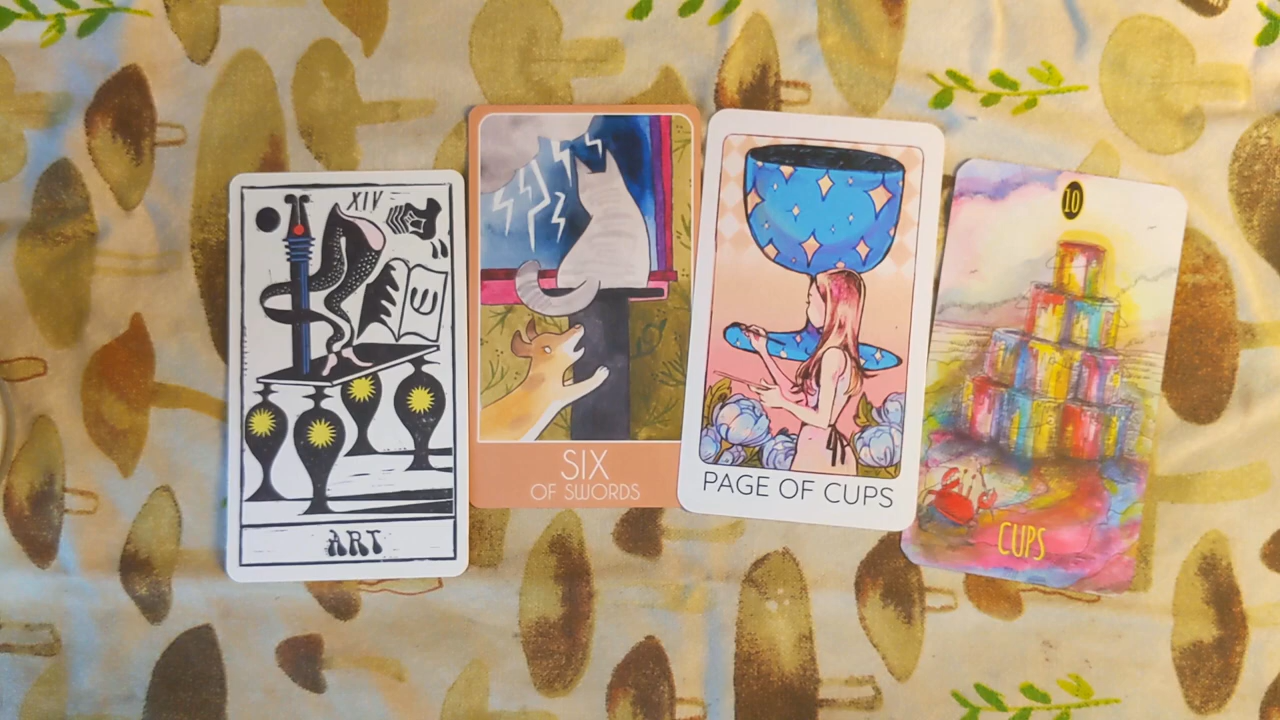 XIV
ART
SIX
OF SWORDS
PAGE OF CUPS
10
CUPS